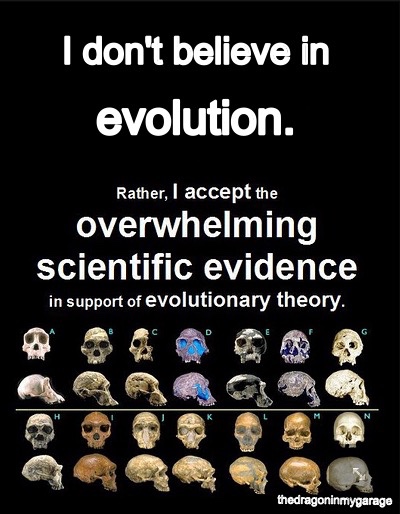 I don't believe in
evolution.
Rather, I accept the
overwhelming
scientific evidence
in support of evolutionary theory.
A B C D E F G
H I J K L M N
thedragoninmygarage